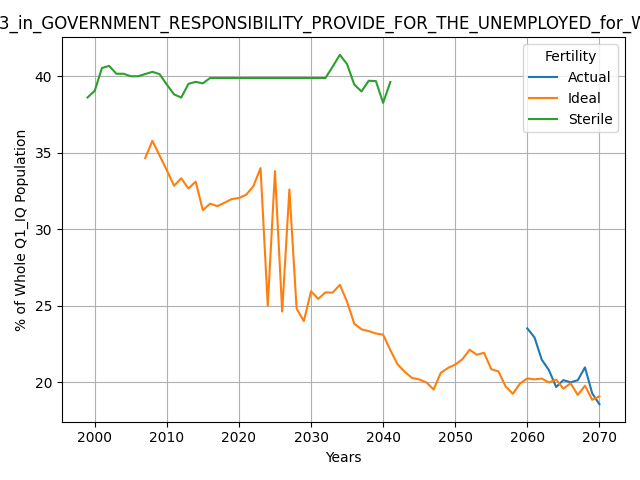 3_in_GOVERNMENT_RESPONSIBILITY_PROVIDE_FOR_THE_UNEMPLOYED_for_W
Fertility
Actual
Ideal
Sterile
% of Whole Q1_IQ Population
40
35
30
25
20
2000 2010 2020 2030 2040 2050 2060 2070
Years